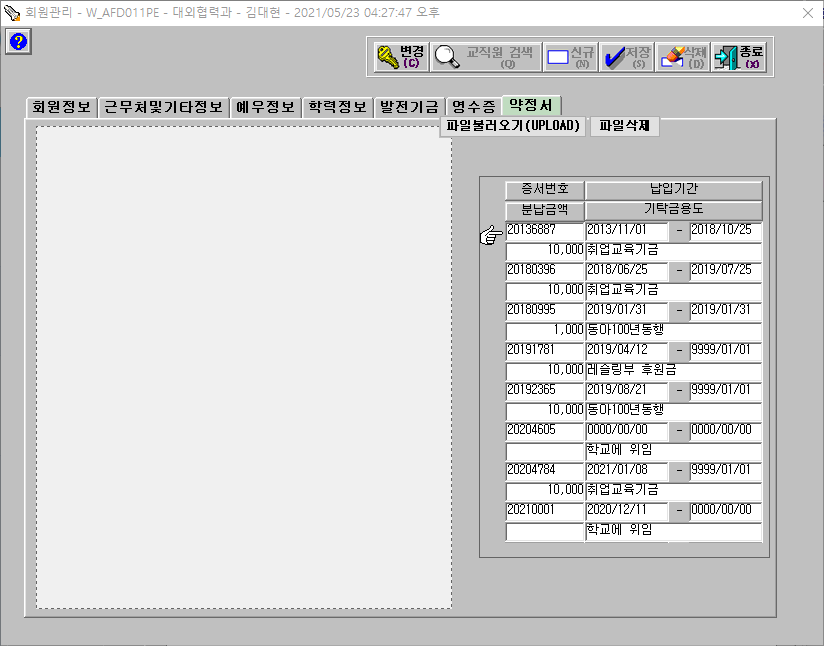 회원관리 - W_AFD011PE - 대외협력과 - 김대현 - 2021/05/23 04:27:47 오후
변경 (C)
교직원 검색 (Q)
신규 (N)
저장 (S)
삭제 (D)
종료 (X)
회원정보 근무처및기타정보 배우정보 학력정보 발전기금 영수증 약정서
파일불러오기(UPLOAD) 파일삭제
증서번호 납입기간
분납금액 기탁금용도
20136887 2013/11/01 - 2018/10/25
10,000 취업교육기금
20180396 2018/06/25 - 2019/07/25
10,000 취업교육기금
20180995 2019/01/31 - 2019/01/31
1,000 동아100년동행
20191781 2019/04/12 - 9999/01/01
10,000 레슬링부 후원금
20192365 2019/08/21 - 9999/01/01
10,000 동아100년동행
20204605 0000/00/00 - 0000/00/00
학교에 위임
20204784 2021/01/08 - 9999/01/01
10,000 취업교육기금
20210001 2020/12/11 - 0000/00/00
학교에 위임